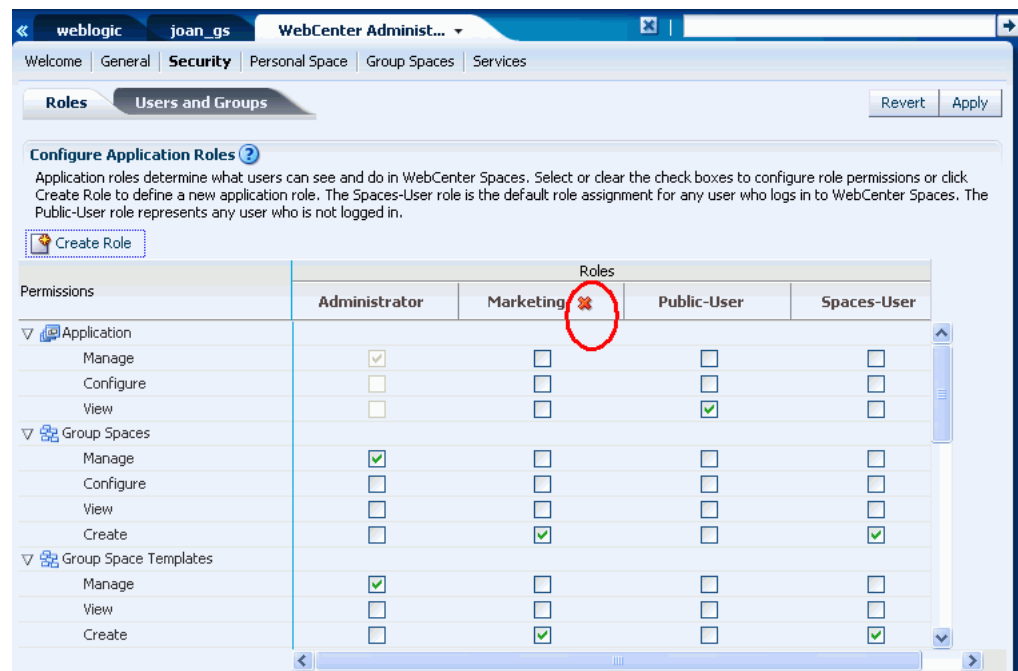 « weblogic joan_gs WebCenter Administ...
Welcome General Security Personal Space Group Spaces Services
Roles Users and Groups Revert Apply
Configure Application Roles ?
Application roles determine what users can see and do in WebCenter Spaces. Select or clear the check boxes to configure role permissions or click
Create Role to define a new application role. The Spaces-User role is the default role assignment for any user who logs in to WebCenter Spaces. The
Public-User role represents any user who is not logged in.
Create Role
Roles
Permissions
Administrator Marketing Public-User Spaces-User
Application
Manage
Configure
View
Group Spaces
Manage
Configure
View
Create
Group Space Templates
Manage
View
Create